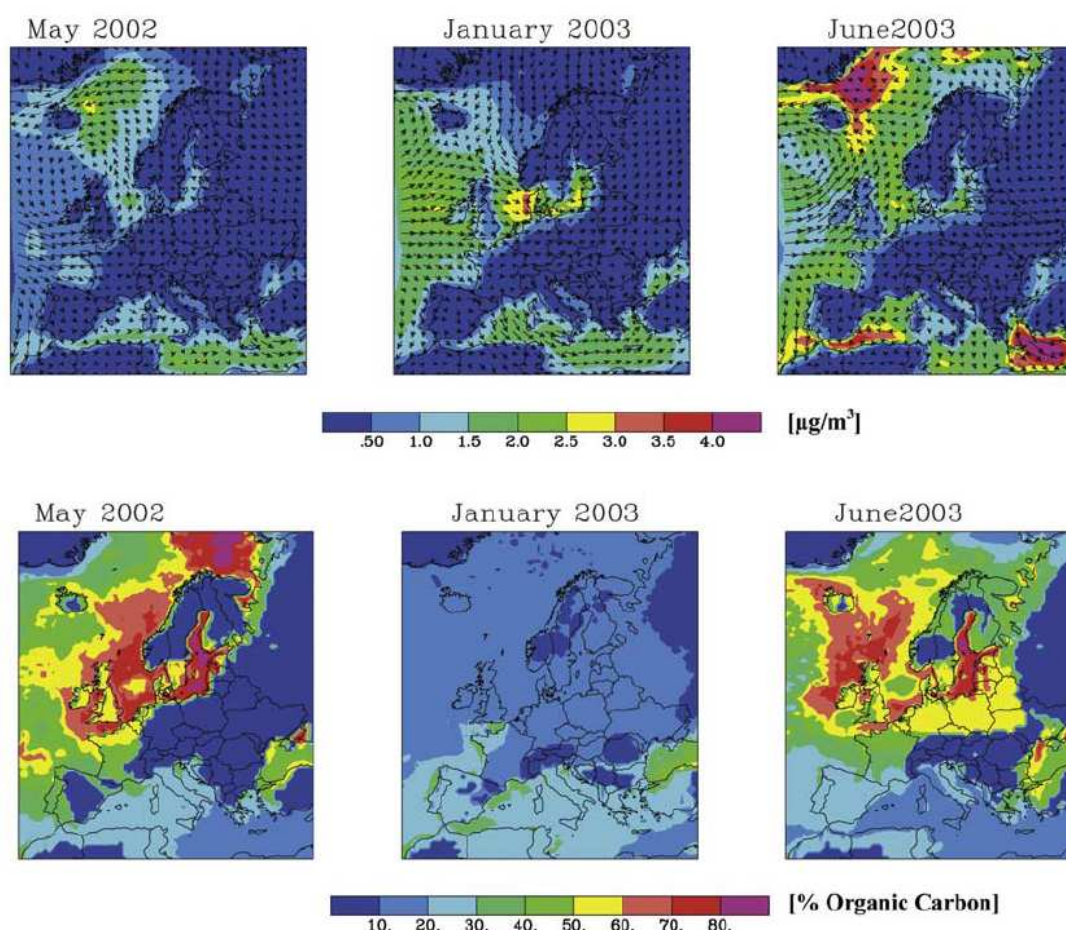 May 2002 January 2003 June2003
.50 1.0 1.5 2.0 2.5 3.0 3.5 4.0 [µg/m³]
May 2002 January 2003 June2003
10. 20. 30. 40. 50. 60. 70. 80. [% Organic Carbon]